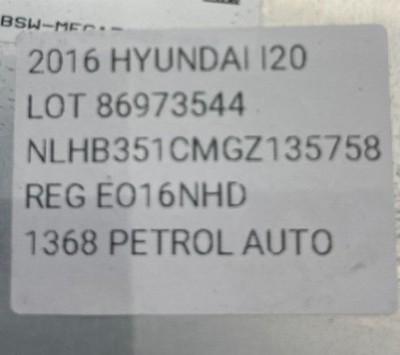 2016 HYUNDAI I20
LOT 86973544
NLHB351CMGZ135758
REG EO16NHD
1368 PETROL AUTO